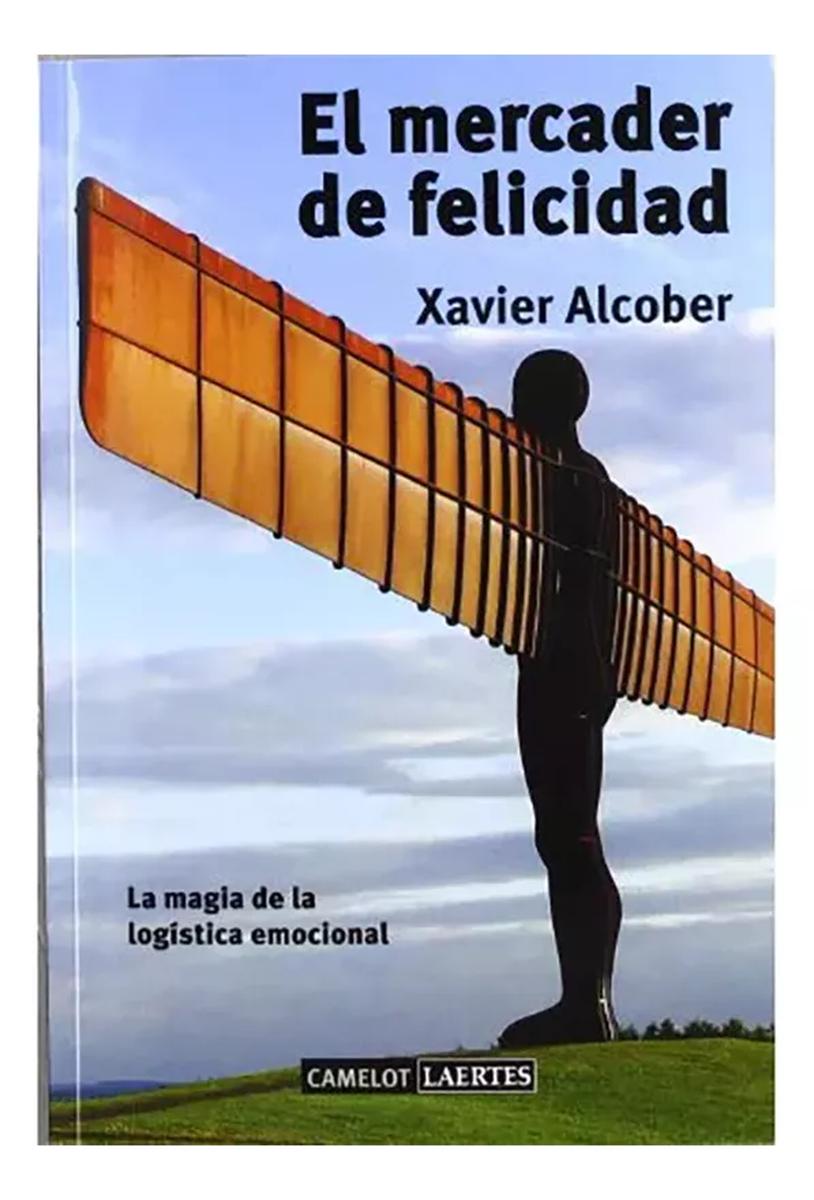 El mercader
de felicidad
Xavier Alcober
La magia de la
logística emocional
CAMELOT LAERTES